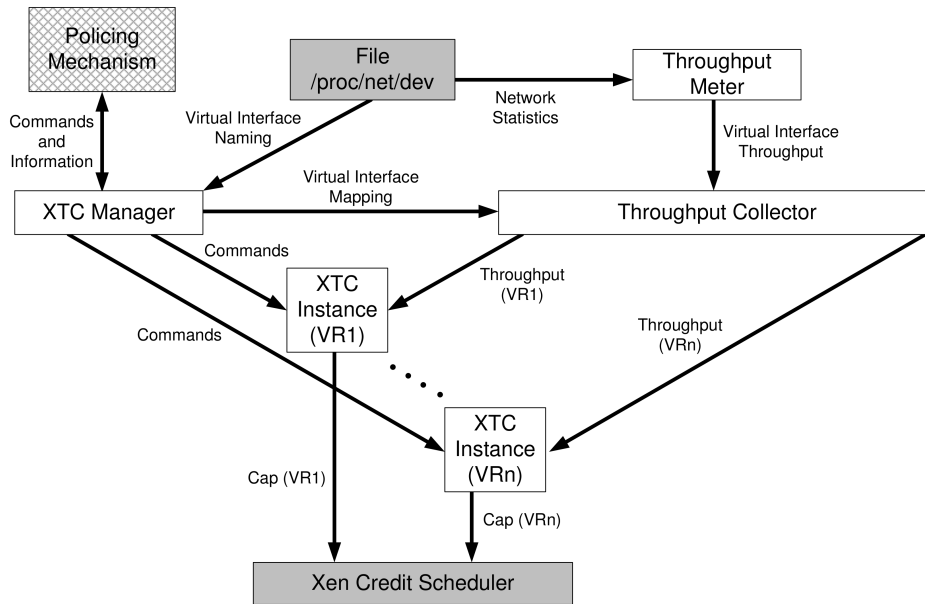 Policing
Mechanism
File
/proc/net/dev
Throughput
Meter
Network
Statistics
Commands
and
Information
Virtual Interface
Naming
Virtual Interface
Throughput
Virtual Interface
Mapping
XTC Manager
Throughput Collector
Commands
XTC
Instance
(VR1)
Throughput
(VR1)
Commands
Throughput
(VRn)
XTC
Instance
(VRn)
Cap (VR1)
Cap (VRn)
Xen Credit Scheduler